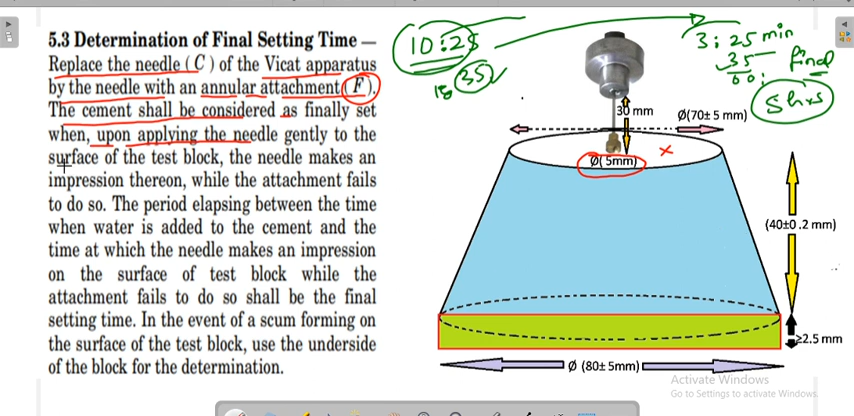 5.3 Determination of Final Setting Time —
Replace the needle ( C ) of the Vicat apparatus
by the needle with an annular attachment ( F ).
The cement shall be considered as finally set
when, upon applying the needle gently to the
surface of the test block, the needle makes an
impression thereon, while the attachment fails
to do so. The period elapsing between the time
when water is added to the cement and the
time at which the needle makes an impression
on the surface of test block while the
attachment fails to do so shall be the final
setting time. In the event of a scum forming on
the surface of the test block, use the underside
of the block for the determination.
10:25
35
3:25 min
35
60
final
5 hrs
30 mm
Ø(70± 5 mm)
Ø( 5mm)
(40±0.2 mm)
≥2.5 mm
Ø (80± 5mm)
Activate Windows
Go to Settings to activate Windows.